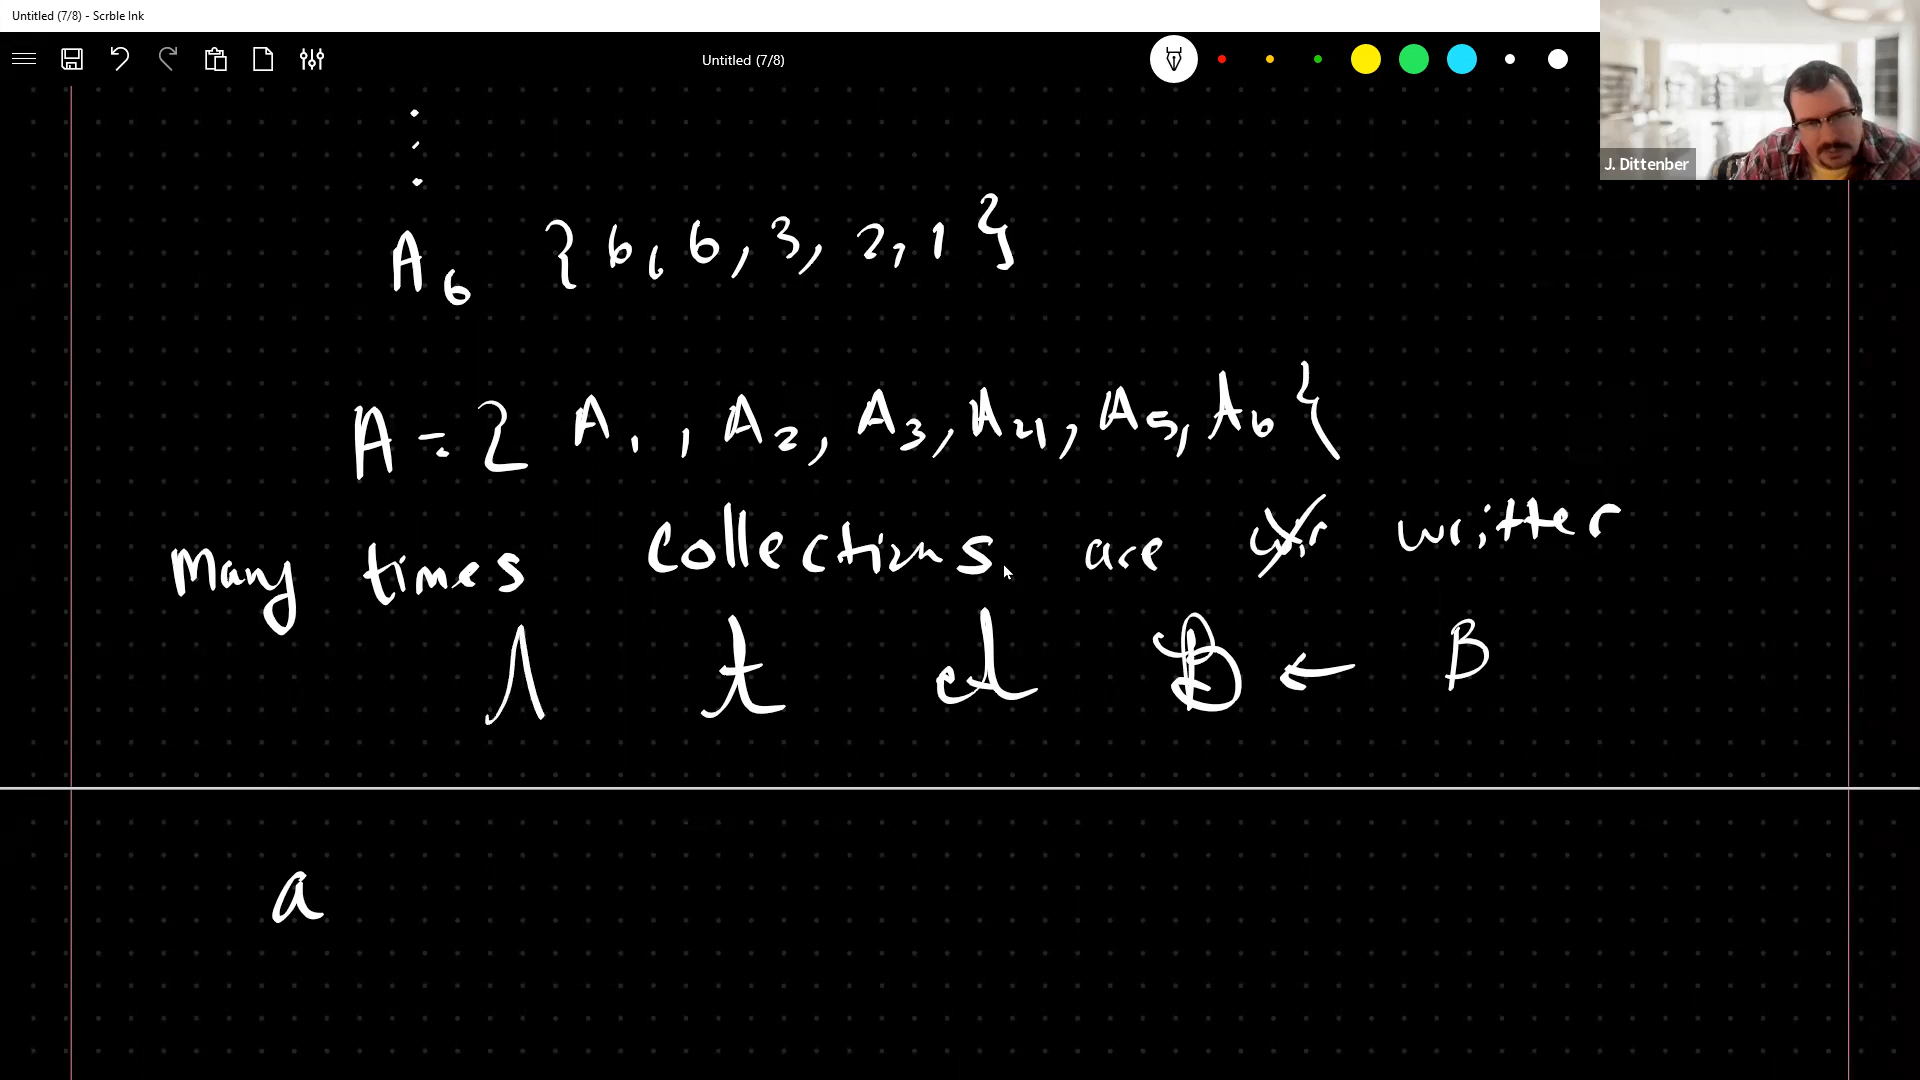 Untitled (7/8) - Scrble Ink
Untitled (7/8)
J. Dittenber
A6 { 6, 6, 3, 2, 1 }
A = { A1, A2, A3, A4, A5, A6 {
Many times collections are writter
B ← B
a